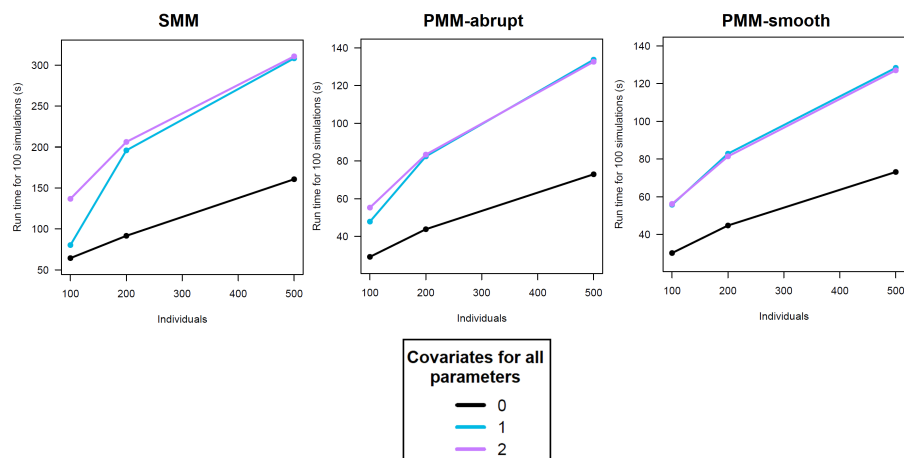 SMM
PMM-abrupt
PMM-smooth
Run time for 100 simulations (s)
300
250
200
150
100
50
100 200 300 400 500
Individuals
Run time for 100 simulations (s)
140
120
100
80
60
40
100 200 300 400 500
Individuals
Run time for 100 simulations (s)
140
120
100
80
60
40
100 200 300 400 500
Individuals
Covariates for all
parameters
0
1
2